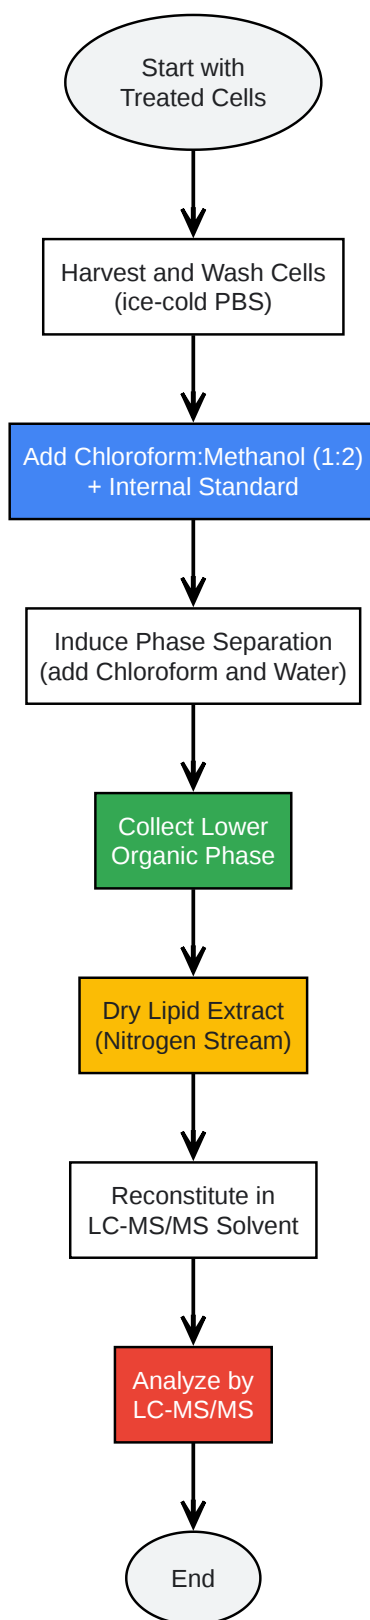 Start with
Treated Cells
Harvest and Wash Cells
(ice-cold PBS)
Add Chloroform:Methanol (1:2)
+ Internal Standard
Induce Phase Separation
(add Chloroform and Water)
Collect Lower
Organic Phase
Dry Lipid Extract
(Nitrogen Stream)
Reconstitute in
LC-MS/MS Solvent
Analyze by
LC-MS/MS
End